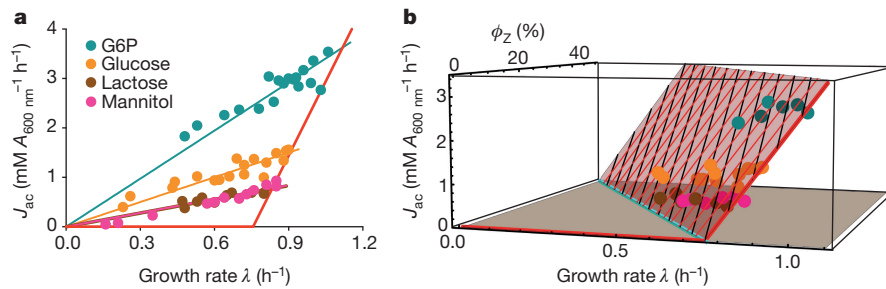 a
J_ac (mM A_600 nm^−1 h^−1)
4
3
2
1
0
G6P
Glucose
Lactose
Mannitol
0.0 0.3 0.6 0.9 1.2
Growth rate λ (h^−1)
b
ϕ_Z (%)
0 20 40
J_ac (mM A_600 nm^−1 h^−1)
3
2
1
0
0.0 0.5 1.0
Growth rate λ (h^−1)